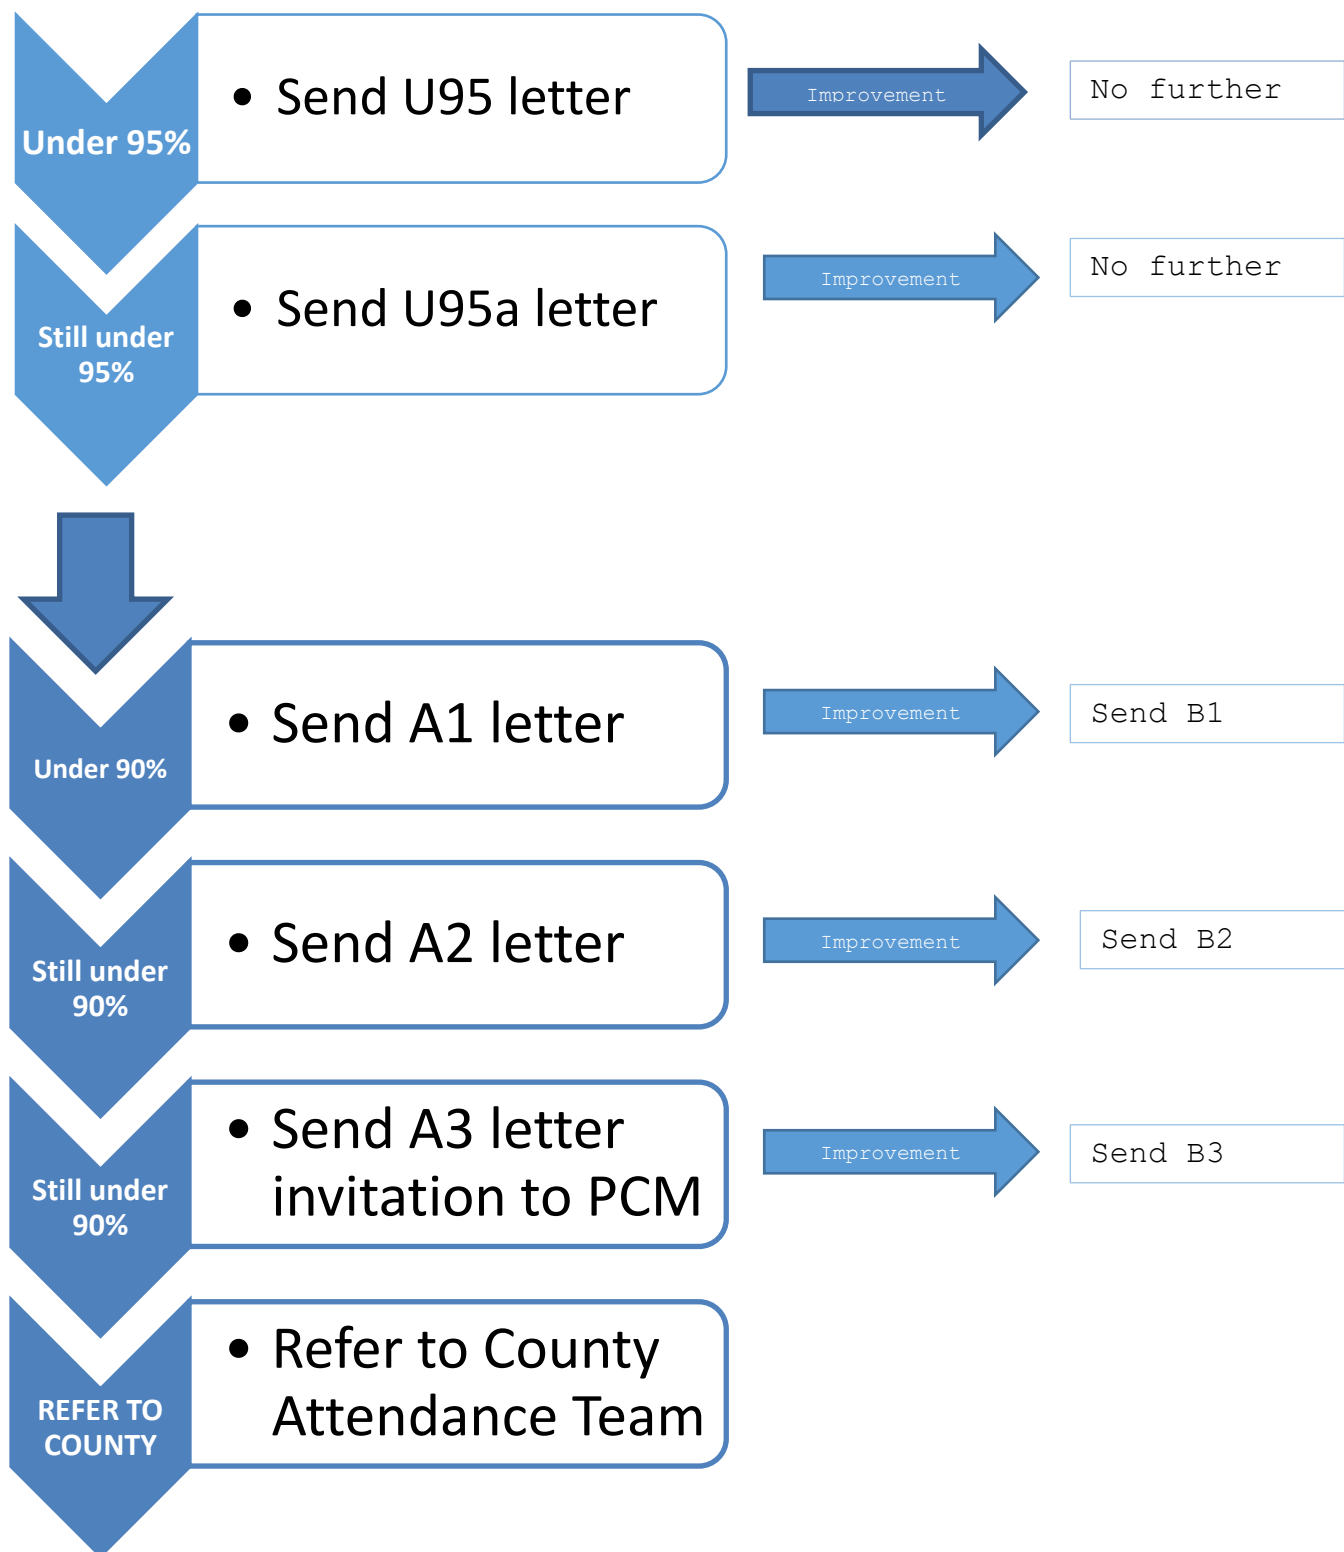 Under 95%
• Send U95 letter
Improvement
No further
Still under
95%
• Send U95a letter
Improvement
No further
Under 90%
• Send A1 letter
Improvement
Send B1
Still under
90%
• Send A2 letter
Improvement
Send B2
Still under
90%
• Send A3 letter
invitation to PCM
Improvement
Send B3
REFER TO
COUNTY
• Refer to County
Attendance Team